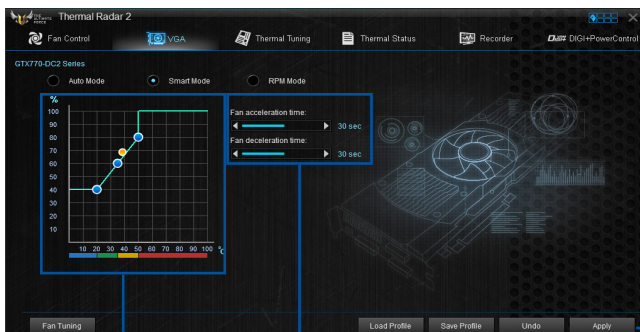 THE ULTIMATE FORCE
Thermal Radar 2
Fan Control
VGA
Thermal Tuning
Thermal Status
Recorder
DIGI+PowerControl
GTX770-DC2 Series
Auto Mode
Smart Mode
RPM Mode
%
100
90
80
70
60
50
40
30
20
10
10 20 30 40 50 60 70 80 90 100 °C
Fan acceleration time:
30 sec
Fan deceleration time:
30 sec
Fan Tuning
Load Profile
Save Profile
Undo
Apply